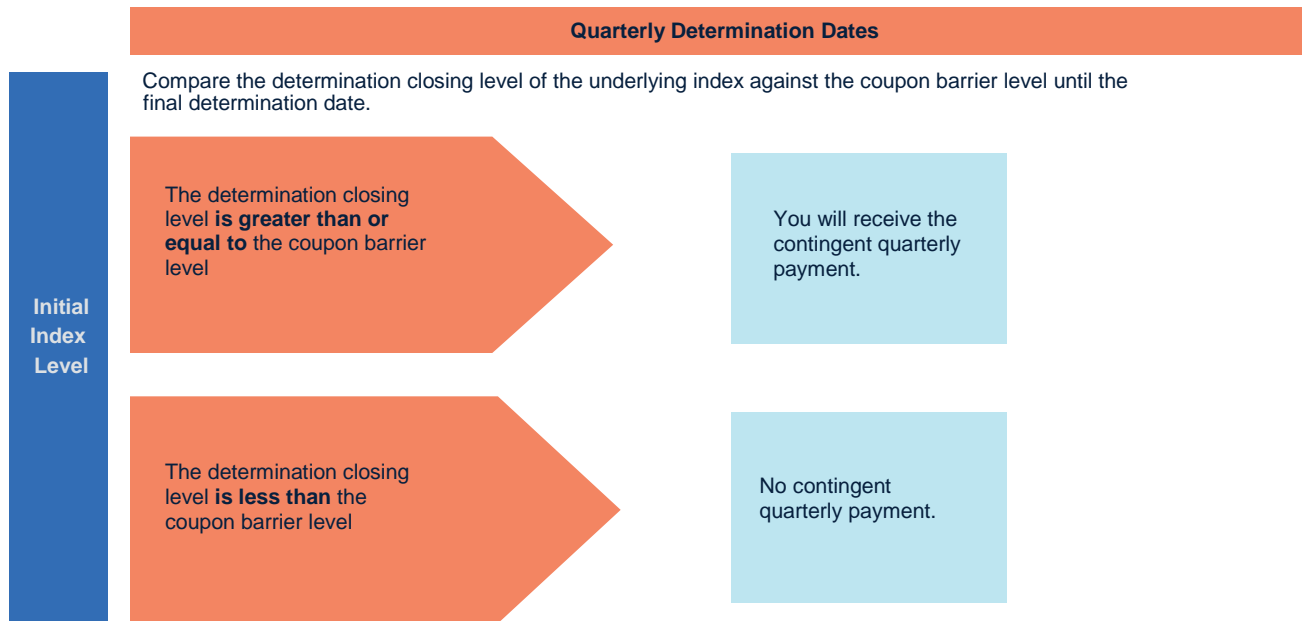 Quarterly Determination Dates
Compare the determination closing level of the underlying index against the coupon barrier level until the
final determination date.
Initial
Index
Level
The determination closing
level is greater than or
equal to the coupon barrier
level
You will receive the
contingent quarterly
payment.
The determination closing
level is less than the
coupon barrier level
No contingent
quarterly payment.